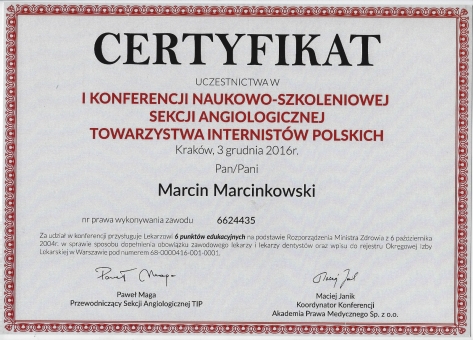 CERTYFIKAT
UCZESTNICTWA W
I KONFERENCJI NAUKOWO-SZKOLENIOWEJ
SEKCJI ANGIOLOGICZNEJ
TOWARZYSTWA INTERNISTÓW POLSKICH
Kraków, 3 grudnia 2016r.
Pan/Pani
Marcin Marcinkowski
nr prawa wykonywania zawodu 6624435
Za udział w konferencji przysługuje Lekarzowi 6 punktów edukacyjnych na podstawie Rozporządzenia Ministra Zdrowia z 6 października
2004r. w sprawie sposobu dopełnienia obowiązku zawodowego lekarzy i lekarzy dentystów oraz wpisu do rejestru Okręgowej Izby
Lekarskiej w Warszawie pod numerem 68-0000416-001-0001.
Paweł Maga
Przewodniczący Sekcji Angiologicznej TIP
Maciej Janik
Koordynator Konferencji
Akademia Prawa Medycznego Sp. z o.o.